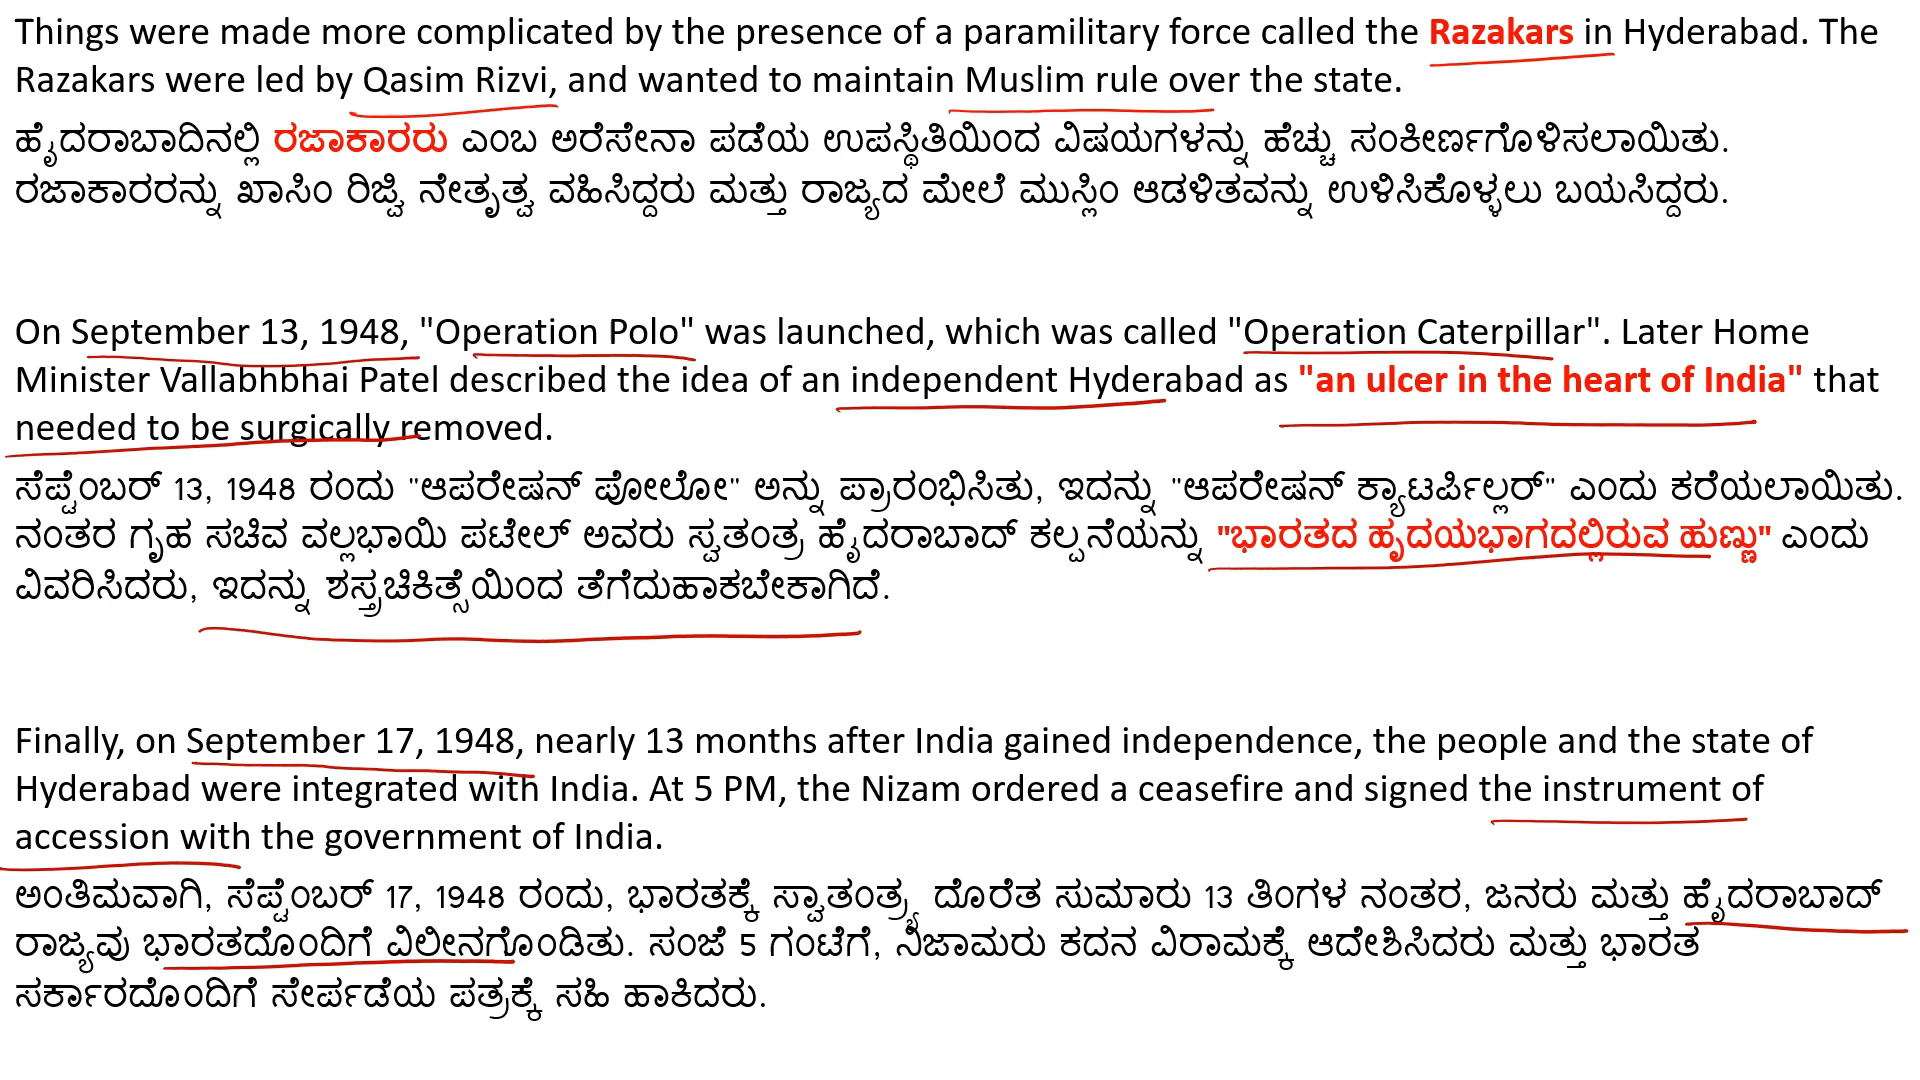 Things were made more complicated by the presence of a paramilitary force called the Razakars in Hyderabad. The
Razakars were led by Qasim Rizvi, and wanted to maintain Muslim rule over the state.
ಹೈದರಾಬಾದಿನಲ್ಲಿ ರಜಾಕಾರರು ಎಂಬ ಅರೆಸೇನಾ ಪಡೆಯ ಉಪಸ್ಥಿತಿಯಿಂದ ವಿಷಯಗಳನ್ನು ಹೆಚ್ಚು ಸಂಕೀರ್ಣಗೊಳಿಸಲಾಯಿತು.
ರಜಾಕಾರರನ್ನು ಖಾಸಿಂ ರಿಜ್ವಿ ನೇತೃತ್ವ ವಹಿಸಿದ್ದರು ಮತ್ತು ರಾಜ್ಯದ ಮೇಲೆ ಮುಸ್ಲಿಂ ಆಡಳಿತವನ್ನು ಉಳಿಸಿಕೊಳ್ಳಲು ಬಯಸಿದ್ದರು.
On September 13, 1948, "Operation Polo" was launched, which was called "Operation Caterpillar". Later Home
Minister Vallabhbhai Patel described the idea of an independent Hyderabad as "an ulcer in the heart of India" that
needed to be surgically removed.
ಸೆಪ್ಟೆಂಬರ್ 13, 1948 ರಂದು "ಆಪರೇಷನ್ ಪೋಲೋ" ಅನ್ನು ಪ್ರಾರಂಭಿಸಿತು, ಇದನ್ನು "ಆಪರೇಷನ್ ಕ್ಯಾಟರ್ಪಿಲ್ಲರ್" ಎಂದು ಕರೆಯಲಾಯಿತು.
ನಂತರ ಗೃಹ ಸಚಿವ ವಲ್ಲಭಾಯಿ ಪಟೇಲ್ ಅವರು ಸ್ವತಂತ್ರ ಹೈದರಾಬಾದ್ ಕಲ್ಪನೆಯನ್ನು "ಭಾರತದ ಹೃದಯಭಾಗದಲ್ಲಿರುವ ಹುಣ್ಣು" ಎಂದು
ವಿವರಿಸಿದರು, ಇದನ್ನು ಶಸ್ತ್ರಚಿಕಿತ್ಸೆಯಿಂದ ತೆಗೆದುಹಾಕಬೇಕಾಗಿದೆ.
Finally, on September 17, 1948, nearly 13 months after India gained independence, the people and the state of
Hyderabad were integrated with India. At 5 PM, the Nizam ordered a ceasefire and signed the instrument of
accession with the government of India.
ಅಂತಿಮವಾಗಿ, ಸೆಪ್ಟೆಂಬರ್ 17, 1948 ರಂದು, ಭಾರತಕ್ಕೆ ಸ್ವಾತಂತ್ರ್ಯ ದೊರೆತ ಸುಮಾರು 13 ತಿಂಗಳ ನಂತರ, ಜನರು ಮತ್ತು ಹೈದರಾಬಾದ್
ರಾಜ್ಯವು ಭಾರತದೊಂದಿಗೆ ವಿಲೀನಗೊಂಡಿತು. ಸಂಜೆ 5 ಗಂಟೆಗೆ, ನಿಜಾಮರು ಕದನ ವಿರಾಮಕ್ಕೆ ಆದೇಶಿಸಿದರು ಮತ್ತು ಭಾರತ
ಸರ್ಕಾರದೊಂದಿಗೆ ಸೇರ್ಪಡೆಯ ಪತ್ರಕ್ಕೆ ಸಹಿ ಹಾಕಿದರು.